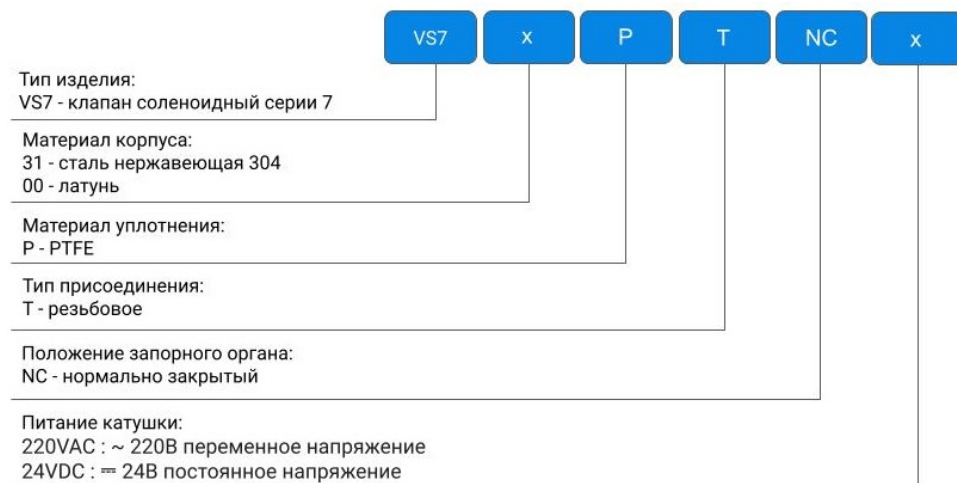 VS7 x P T NC x
Тип изделия:
VS7 - клапан соленоидный серии 7
Материал корпуса:
31 - сталь нержавеющая 304
00 - латунь
Материал уплотнения:
P - PTFE
Тип присоединения:
T - резьбовое
Положение запорного органа:
NC - нормально закрытый
Питание катушки:
220VAC : ~ 220В переменное напряжение
24VDC : ⎓ 24В постоянное напряжение